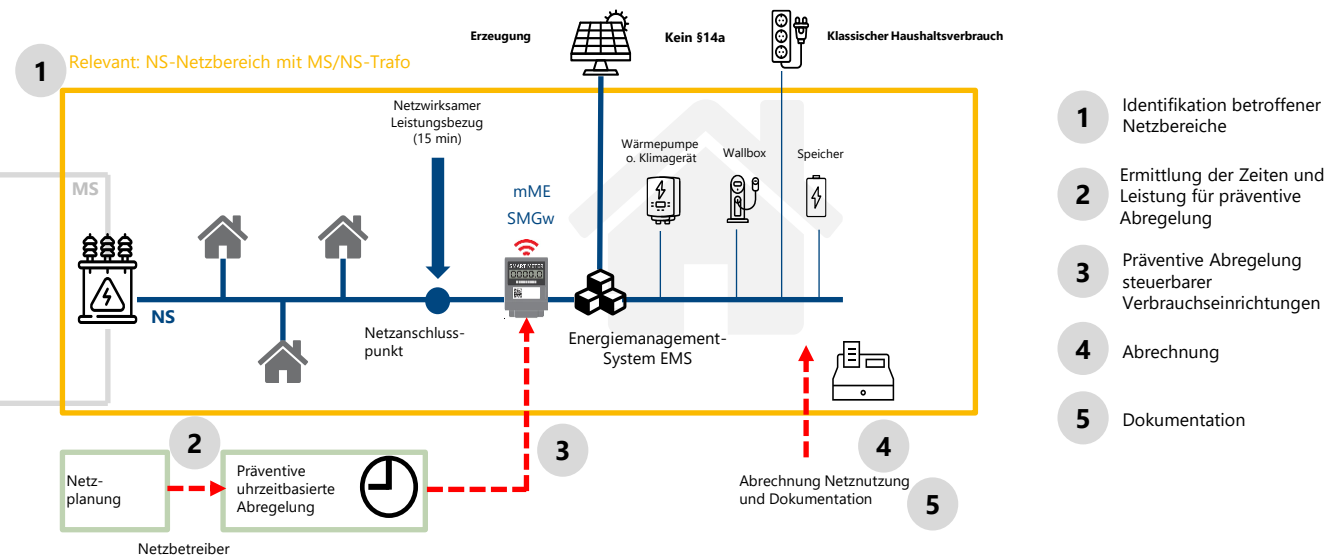 Erzeugung
Kein §14a
Klassischer Haushaltsverbrauch
1
Relevant: NS-Netzbereich mit MS/NS-Trafo
Netzwirksamer
Leistungsbezug
(15 min)
Wärmepumpe
o. Klimagerät
Wallbox
Speicher
MS
mME
SMGw
SMART METER
NS
Netzanschluss-
punkt
Energiemanagement-
System EMS
2
3
4
5
Netz-
planung
Präventive
uhrzeitbasierte
Abregelung
Abrechnung Netznutzung
und Dokumentation
Netzbetreiber
1
Identifikation betroffener
Netzbereiche
2
Ermittlung der Zeiten und
Leistung für präventive
Abregelung
3
Präventive Abregelung
steuerbarer
Verbrauchseinrichtungen
4
Abrechnung
5
Dokumentation